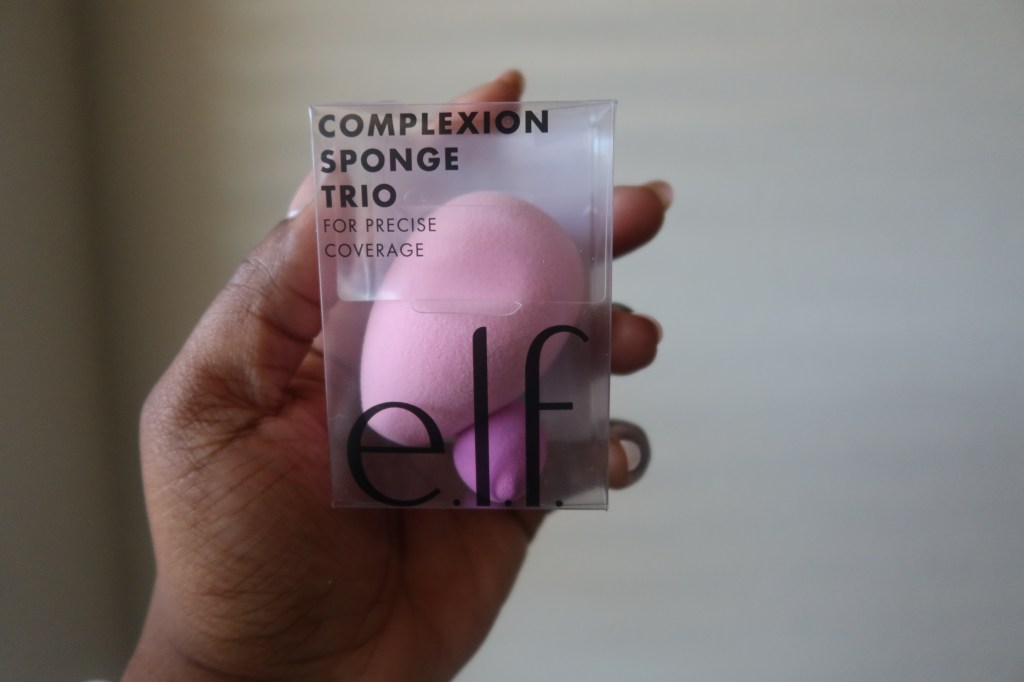 COMPLEXION
SPONGE
TRIO
FOR PRECISE
COVERAGE
e.l.f.